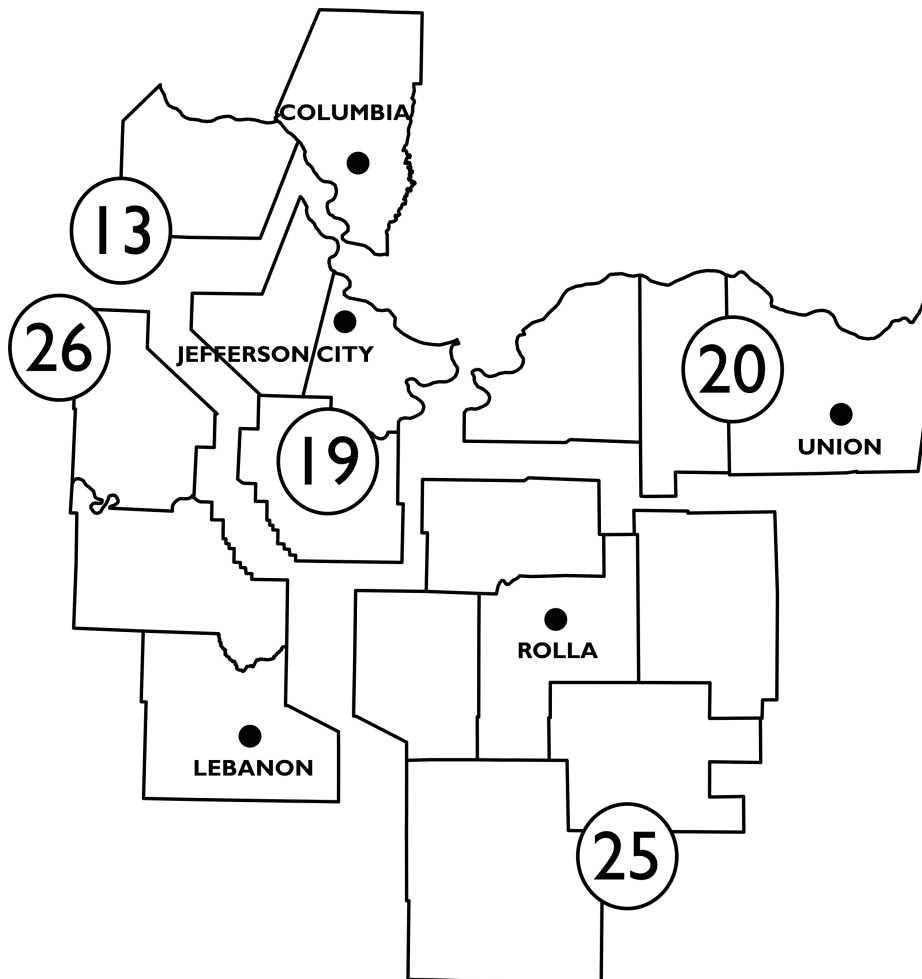 COLUMBIA
13
26
JEFFERSON CITY
20
UNION
19
ROLLA
LEBANON
25